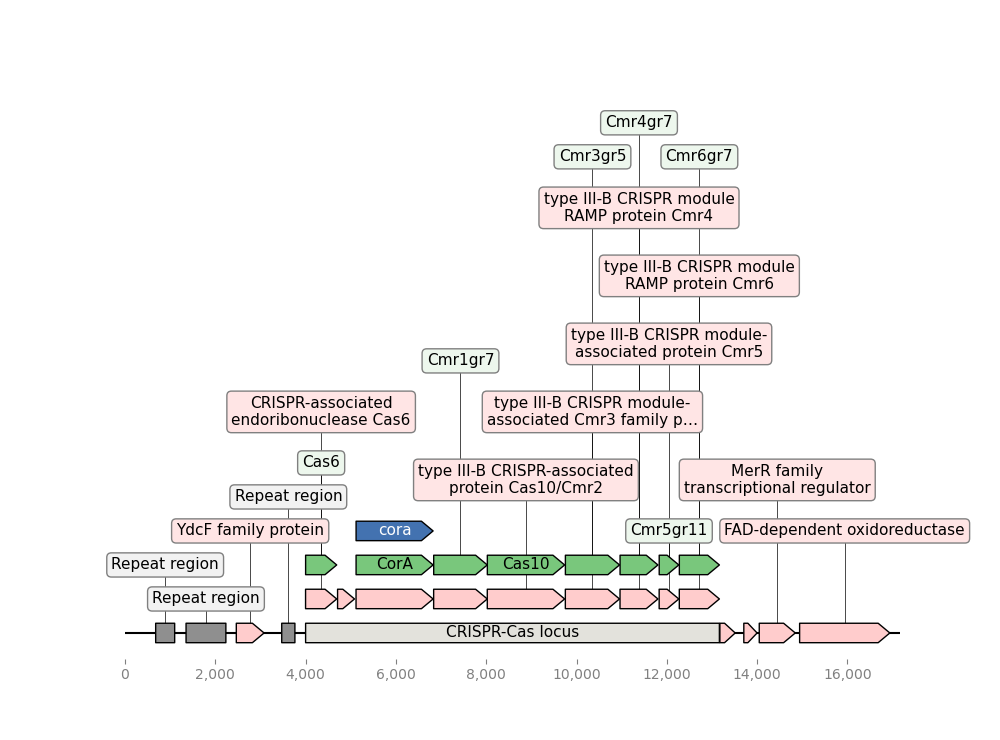 Cmr4gr7
Cmr3gr5
Cmr6gr7
type III-B CRISPR module
RAMP protein Cmr4
type III-B CRISPR module
RAMP protein Cmr6
type III-B CRISPR module-
associated protein Cmr5
Cmr1gr7
CRISPR-associated
endoribonuclease Cas6
type III-B CRISPR module-
associated Cmr3 family p...
Cas6
type III-B CRISPR-associated
protein Cas10/Cmr2
MerR family
transcriptional regulator
Repeat region
YdcF family protein
cora
Cmr5gr11
FAD-dependent oxidoreductase
Repeat region
CorA
Cas10
Repeat region
CRISPR-Cas locus
0
2,000
4,000
6,000
8,000
10,000
12,000
14,000
16,000